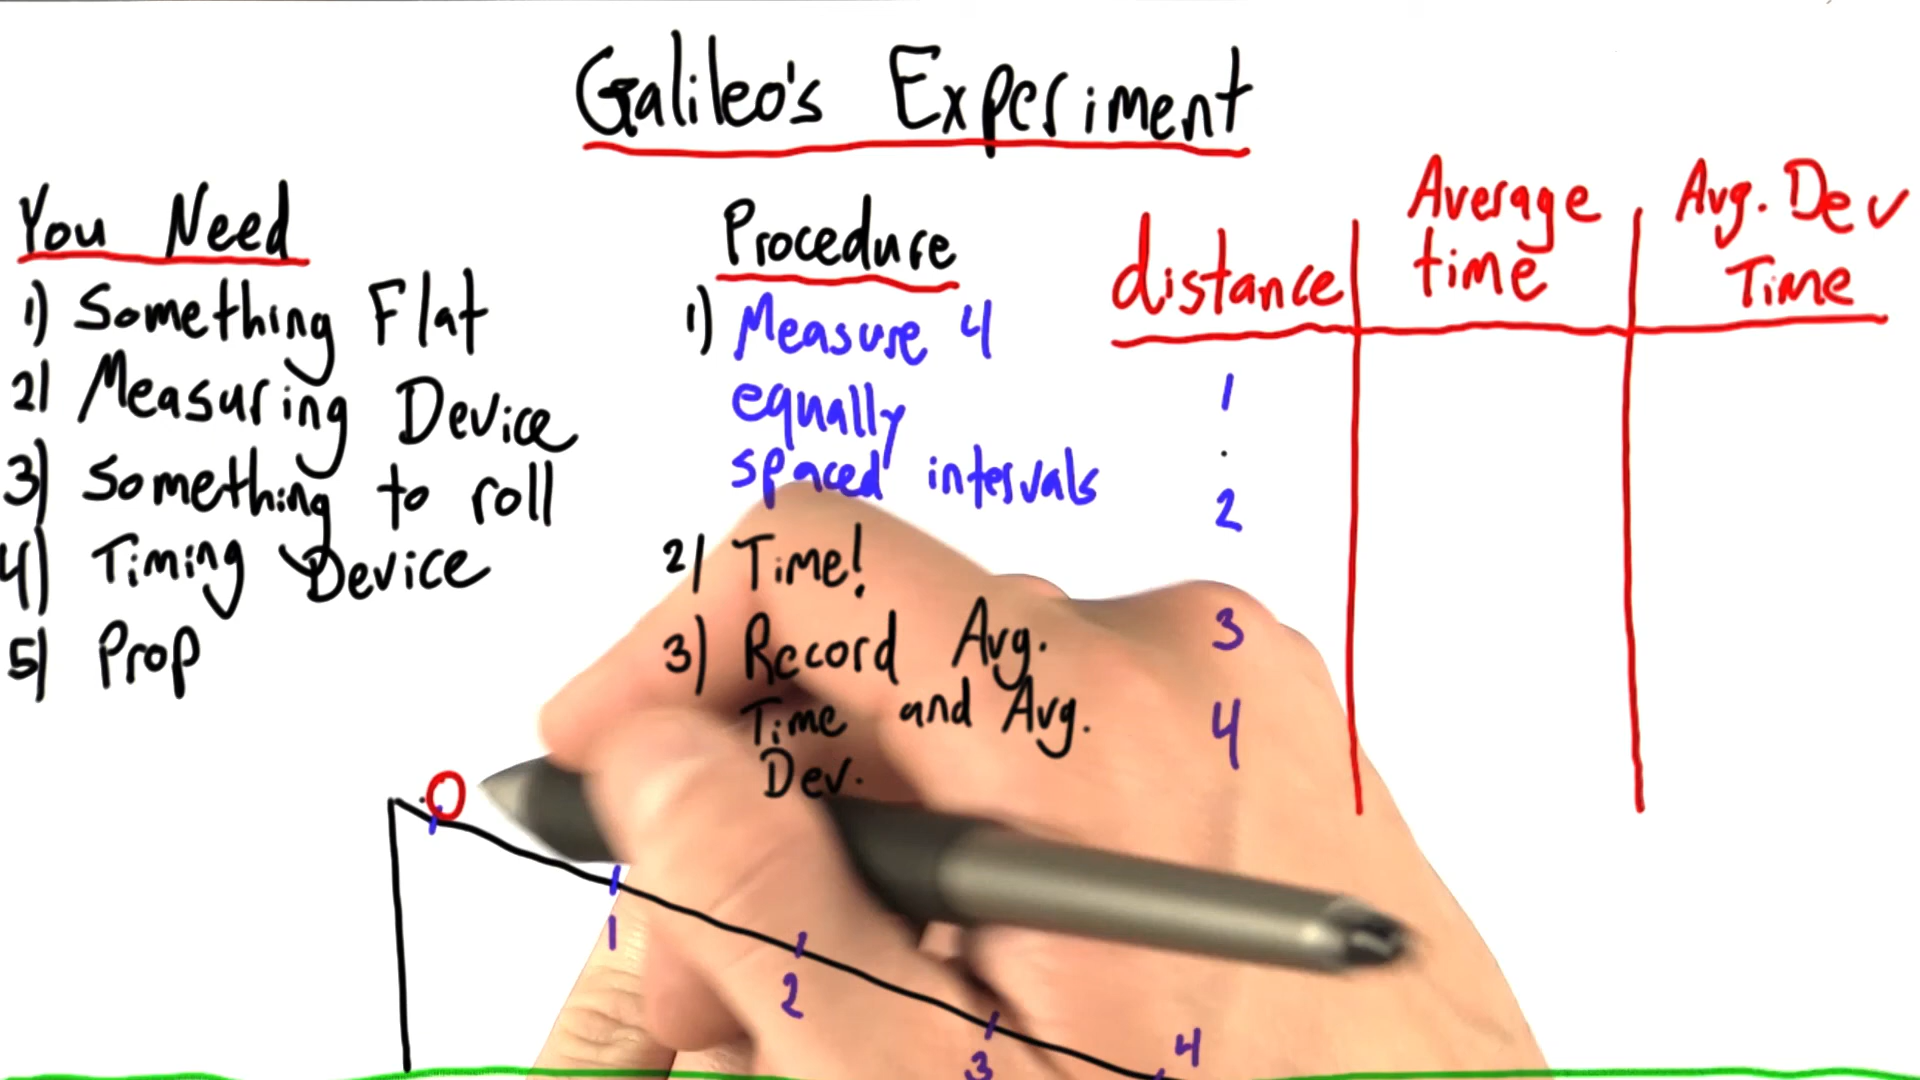 Galileo's Experiment
You Need
1) Something Flat
2) Measuring Device
3) Something to roll
4) Timing Device
5) Prop
Procedure
1) Measure 4
equally
spaced intervals
2) Time!
3) Record Avg.
Time and Avg.
Dev.
distance
Average
time
Avg. Dev
Time
1
2
3
4
1
2
3
4